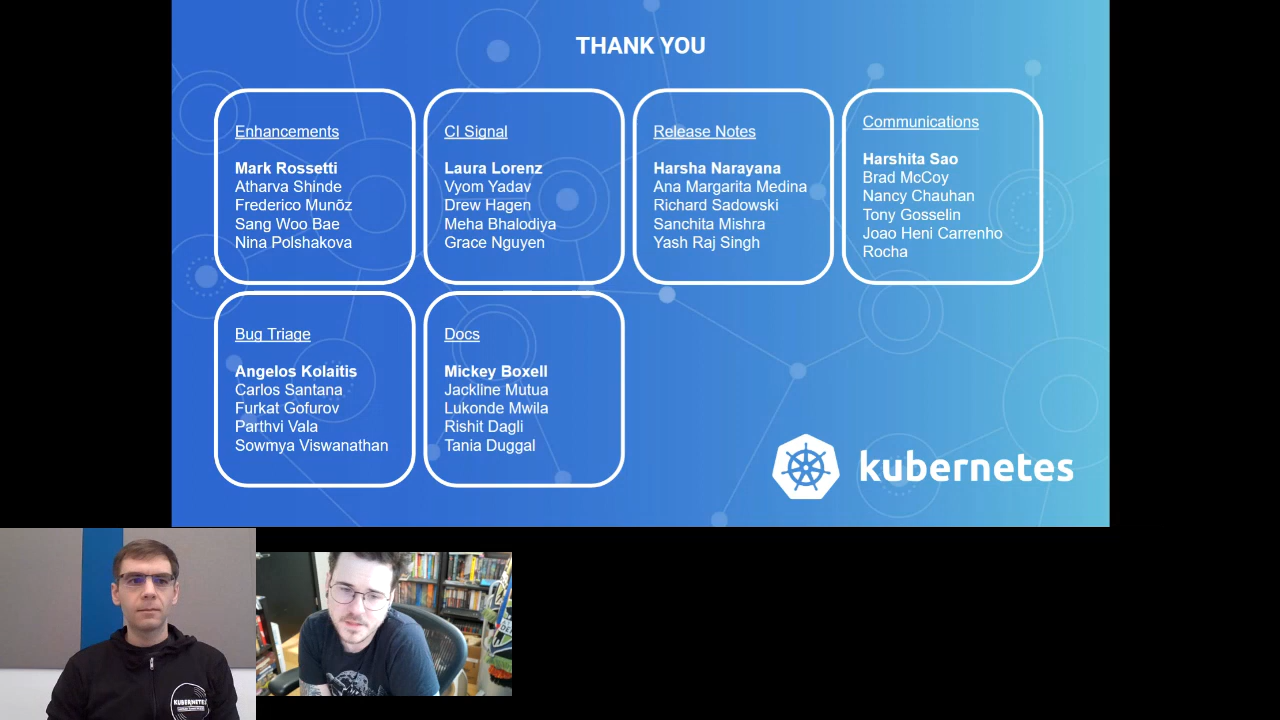 THANK YOU
Enhancements
Mark Rossetti
Atharva Shinde
Frederico Munõz
Sang Woo Bae
Nina Polshakova
CI Signal
Laura Lorenz
Vyom Yadav
Drew Hagen
Meha Bhalodiya
Grace Nguyen
Release Notes
Harsha Narayana
Ana Margarita Medina
Richard Sadowski
Sanchita Mishra
Yash Raj Singh
Communications
Harshita Sao
Brad McCoy
Nancy Chauhan
Tony Gosselin
Joao Heni Carrenho
Rocha
Bug Triage
Angelos Kolaitis
Carlos Santana
Furkat Gofurov
Parthvi Vala
Sowmya Viswanathan
Docs
Mickey Boxell
Jackline Mutua
Lukonde Mwila
Rishit Dagli
Tania Duggal
kubernetes
KUBERNETES